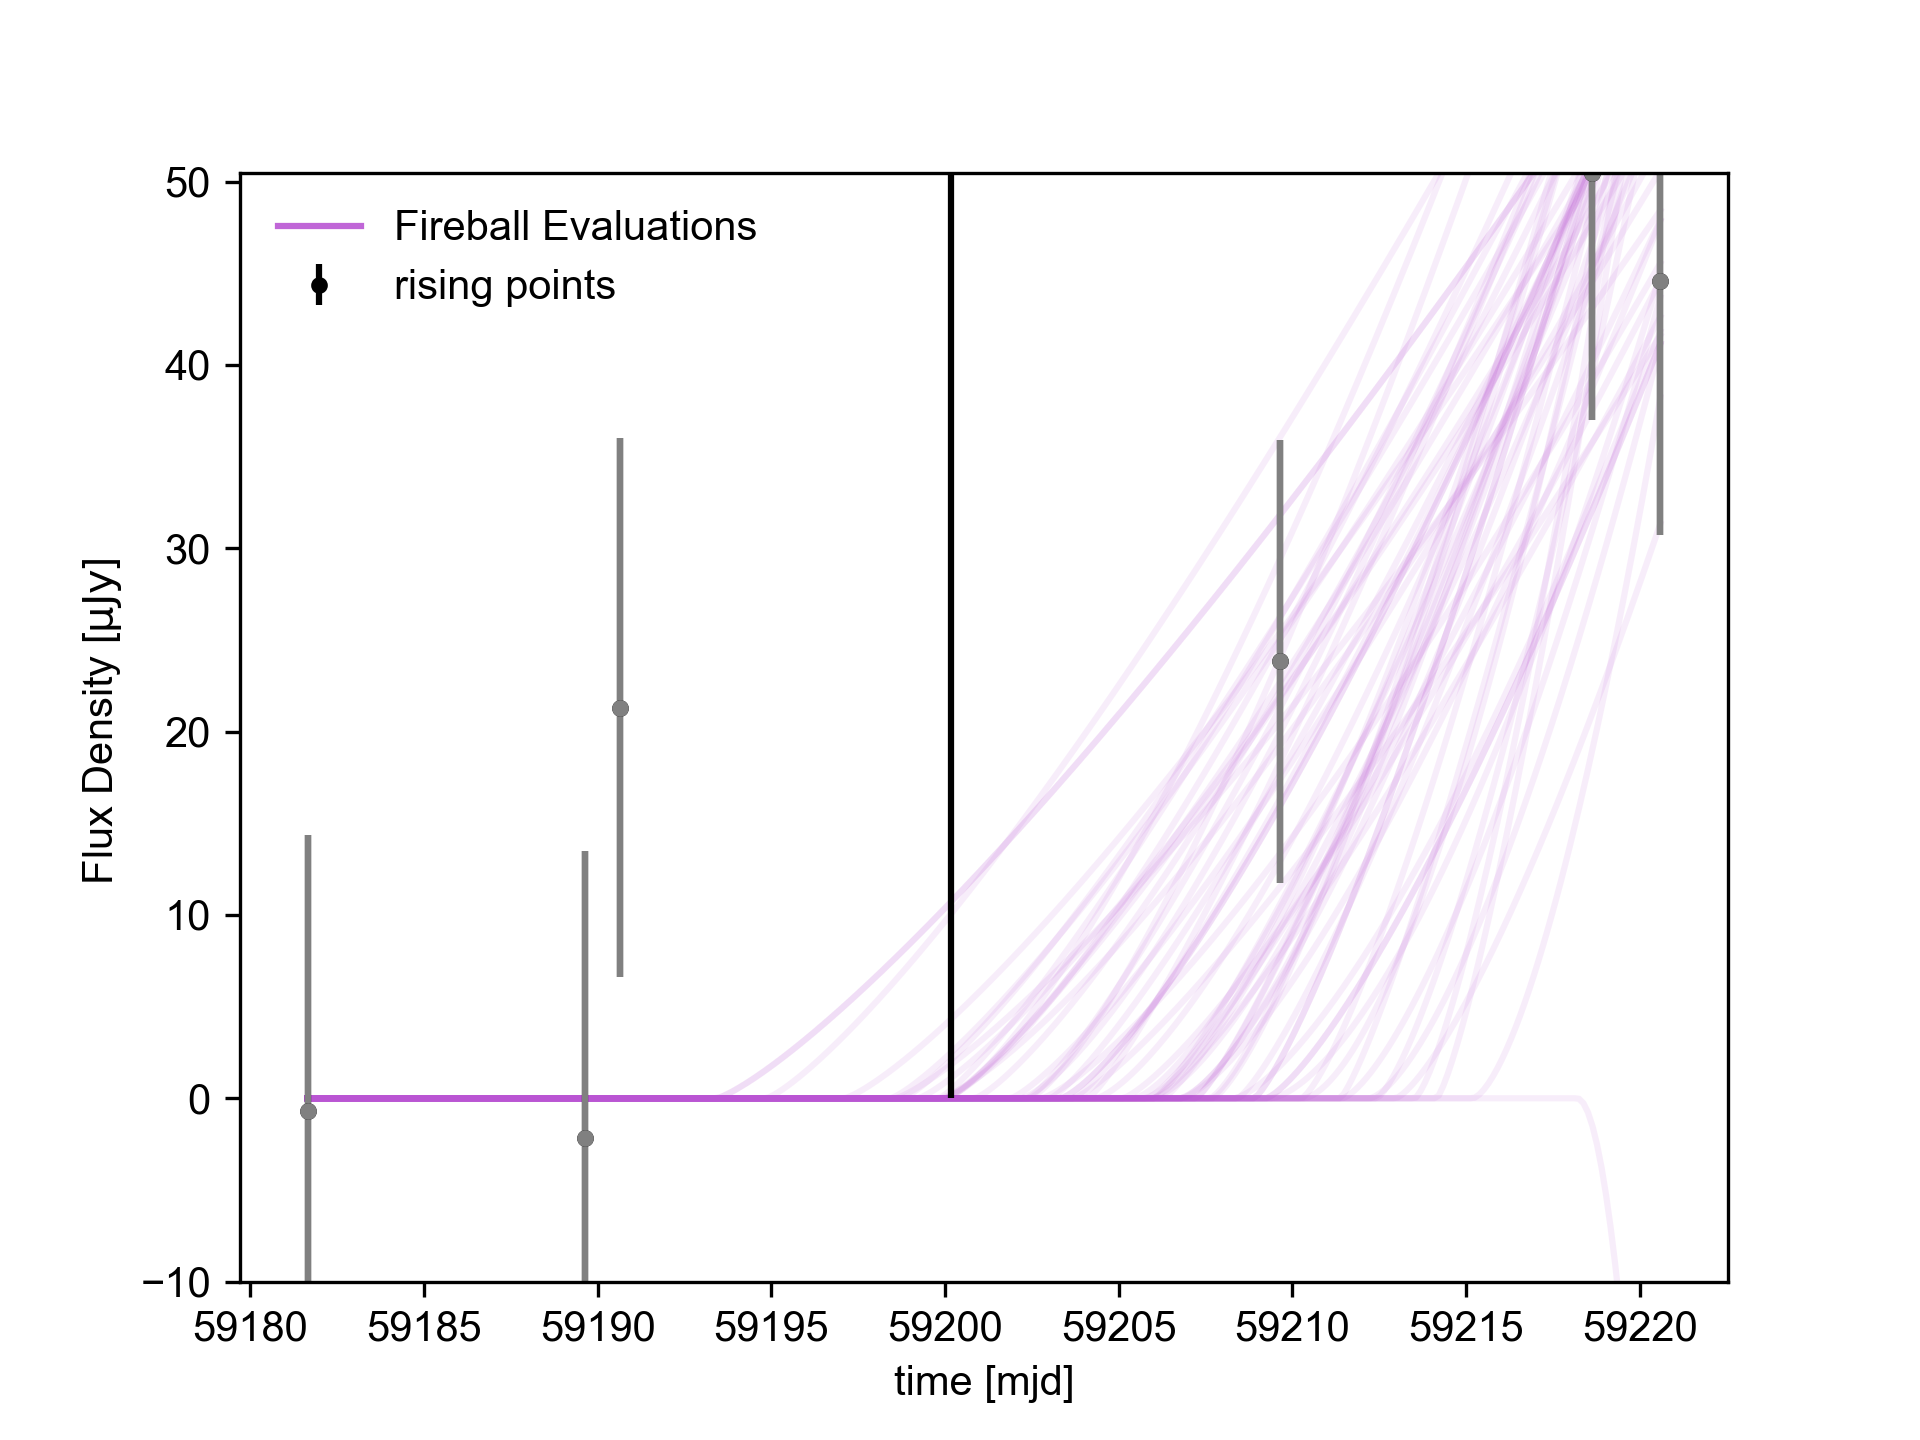 Fireball Evaluations
rising points
50
40
30
20
10
0
−10
Flux Density [μJy]
59180 59185 59190 59195 59200 59205 59210 59215 59220
time [mjd]